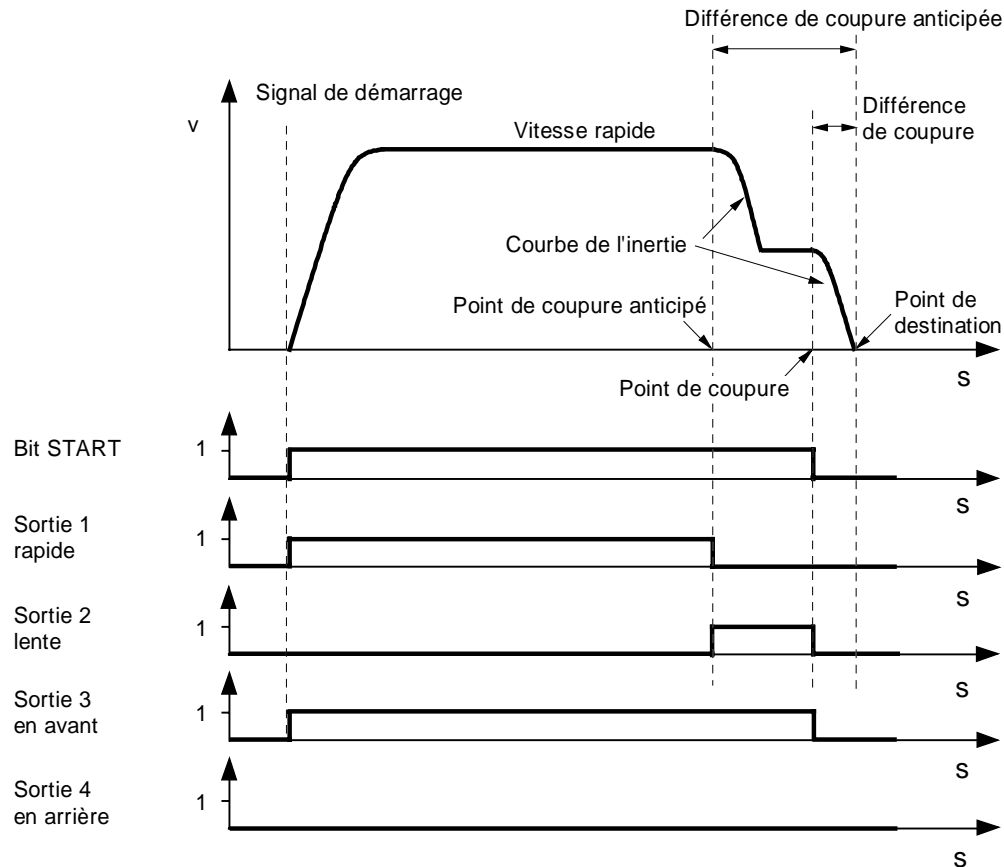 Différence de coupure anticipée
Signal de démarrage
Différence
de coupure
v
Vitesse rapide
Courbe de l'inertie
Point de coupure anticipé
Point de
destination
s
Point de coupure
Bit START
1
s
Sortie 1
rapide
1
s
Sortie 2
lente
1
s
Sortie 3
en avant
1
s
Sortie 4
en arrière
1
s